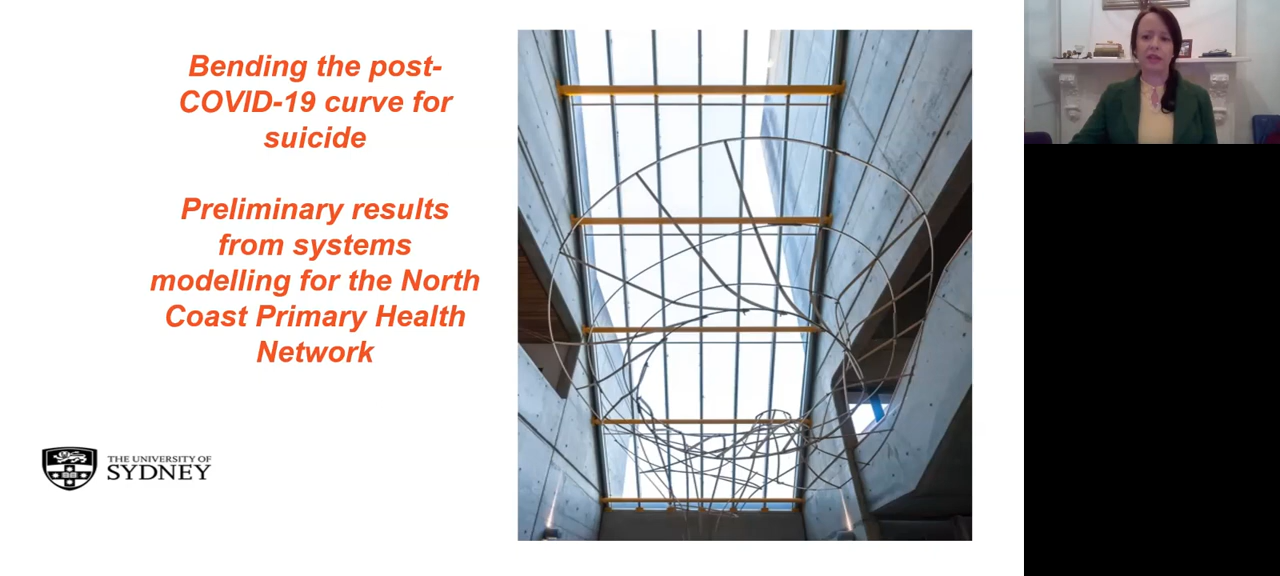 Bending the post-
COVID-19 curve for
suicide
Preliminary results
from systems
modelling for the North
Coast Primary Health
Network
THE UNIVERSITY OF
SYDNEY